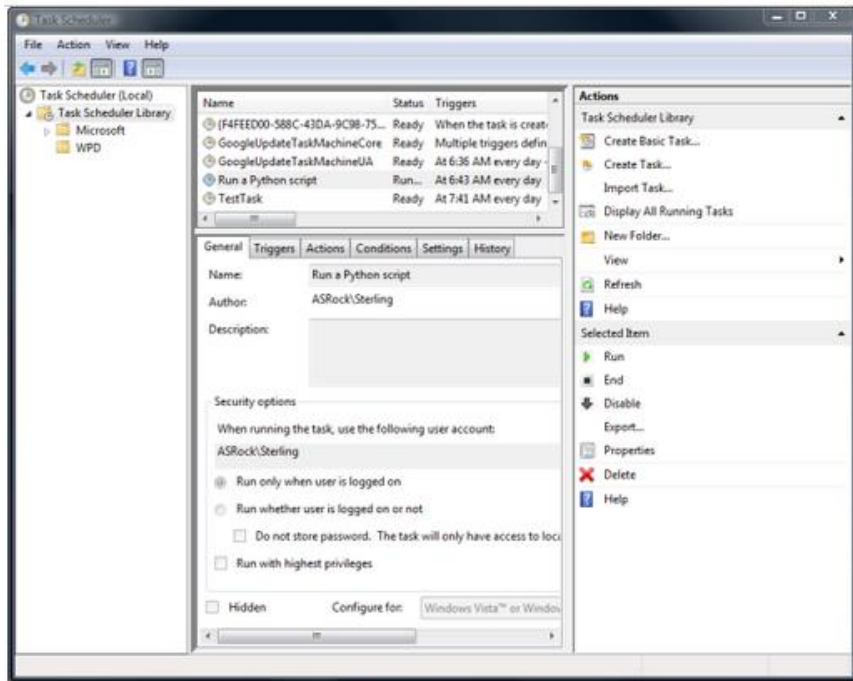 Task Scheduler
File Action View Help
Task Scheduler (Local)
Task Scheduler Library
Microsoft
WPD
Name Status Triggers
{F4FEED00-588C-43DA-9C98-75... Ready When the task is creat
GoogleUpdateTaskMachineCore Ready Multiple triggers defin
GoogleUpdateTaskMachineUA Ready At 6:36 AM every day -
Run a Python script Run... At 6:43 AM every day
TestTask Ready At 7:41 AM every day
General Triggers Actions Conditions Settings History
Name: Run a Python script
Author: ASRock\Sterling
Description:
Security options
When running the task, use the following user account:
ASRock\Sterling
Run only when user is logged on
Run whether user is logged on or not
Do not store password. The task will only have access to loca
Run with highest privileges
Hidden Configure for: Windows Vista™ or Window
Actions
Task Scheduler Library
Create Basic Task...
Create Task...
Import Task...
Display All Running Tasks
New Folder...
View
Refresh
Help
Selected Item
Run
End
Disable
Export...
Properties
Delete
Help